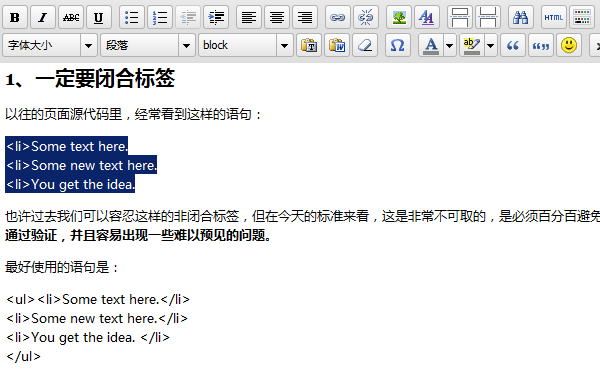 B I ABC U HTML
字体大小 段落 block
1、一定要闭合标签
以往的页面源代码里，经常看到这样的语句：
<li>Some text here.
<li>Some new text here.
<li>You get the idea.
也许过去我们可以容忍这样的非闭合标签，但在今天的标准来看，这是非常不可取的，是必须百分百避免
通过验证，并且容易出现一些难以预见的问题。
最好使用的语句是：
<ul><li>Some text here.</li>
<li>Some new text here.</li>
<li>You get the idea. </li>
</ul>